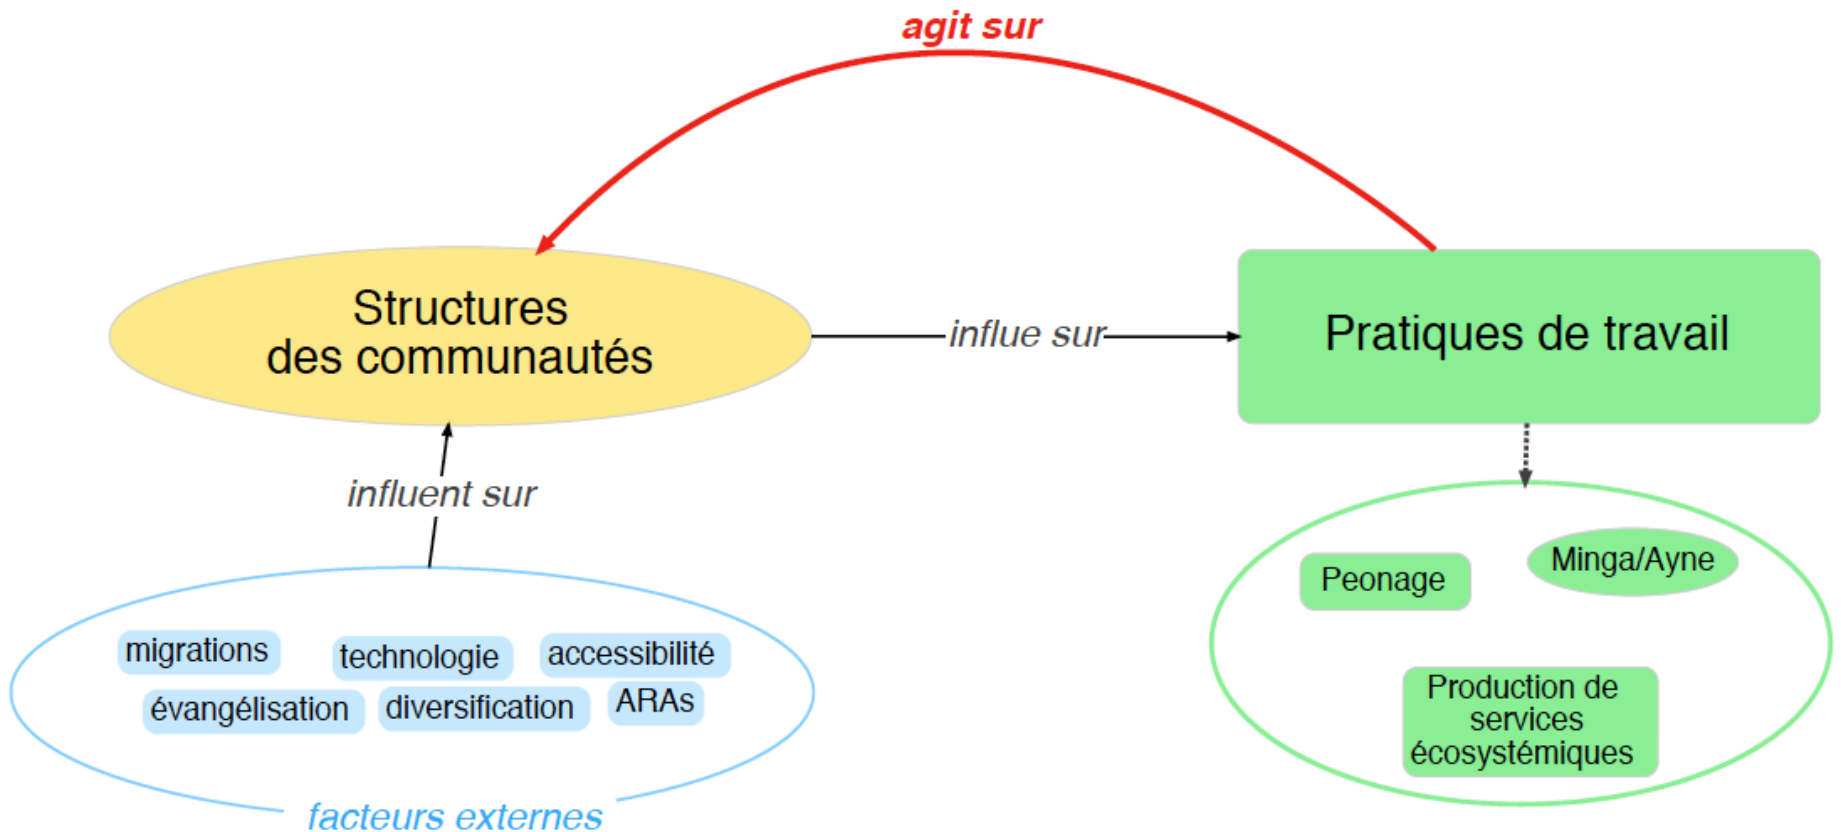 agit sur
Structures
des communautés
influe sur
Pratiques de travail
influent sur
migrations
technologie
accessibilité
évangélisation
diversification
ARAs
facteurs externes
Peonage
Minga/Ayne
Production de
services
écosystémiques